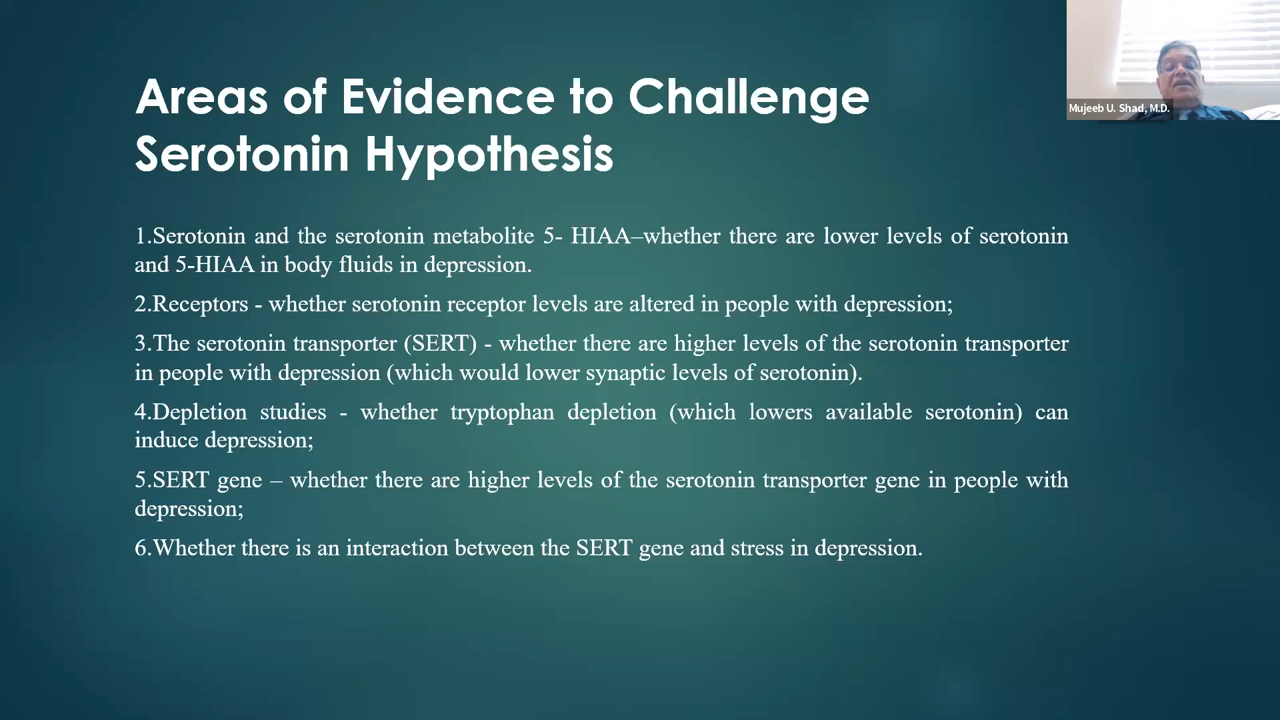 Areas of Evidence to Challenge
Serotonin Hypothesis
Mujeeb U. Shad, M.D.
1.Serotonin and the serotonin metabolite 5- HIAA–whether there are lower levels of serotonin
and 5-HIAA in body fluids in depression.
2.Receptors - whether serotonin receptor levels are altered in people with depression;
3.The serotonin transporter (SERT) - whether there are higher levels of the serotonin transporter
in people with depression (which would lower synaptic levels of serotonin).
4.Depletion studies - whether tryptophan depletion (which lowers available serotonin) can
induce depression;
5.SERT gene – whether there are higher levels of the serotonin transporter gene in people with
depression;
6.Whether there is an interaction between the SERT gene and stress in depression.